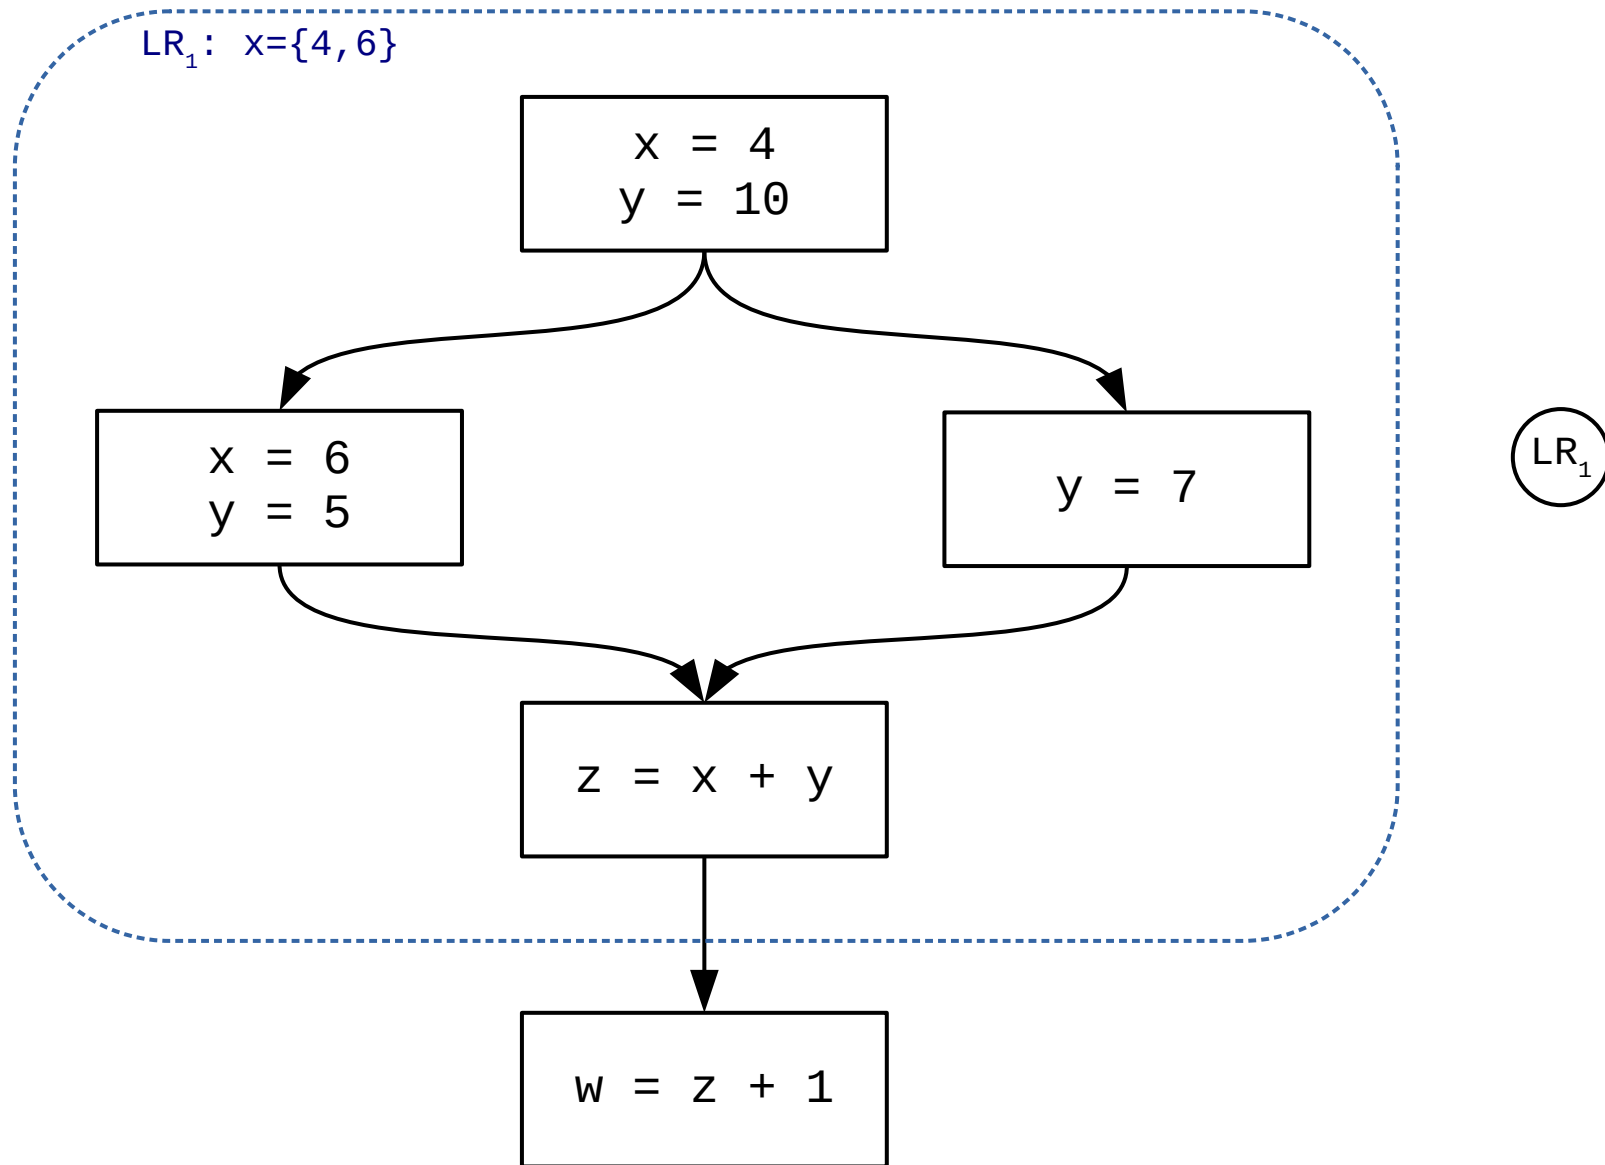 LR₁: x={4,6}
x = 4
y = 10
x = 6
y = 5
y = 7
LR₁
z = x + y
w = z + 1